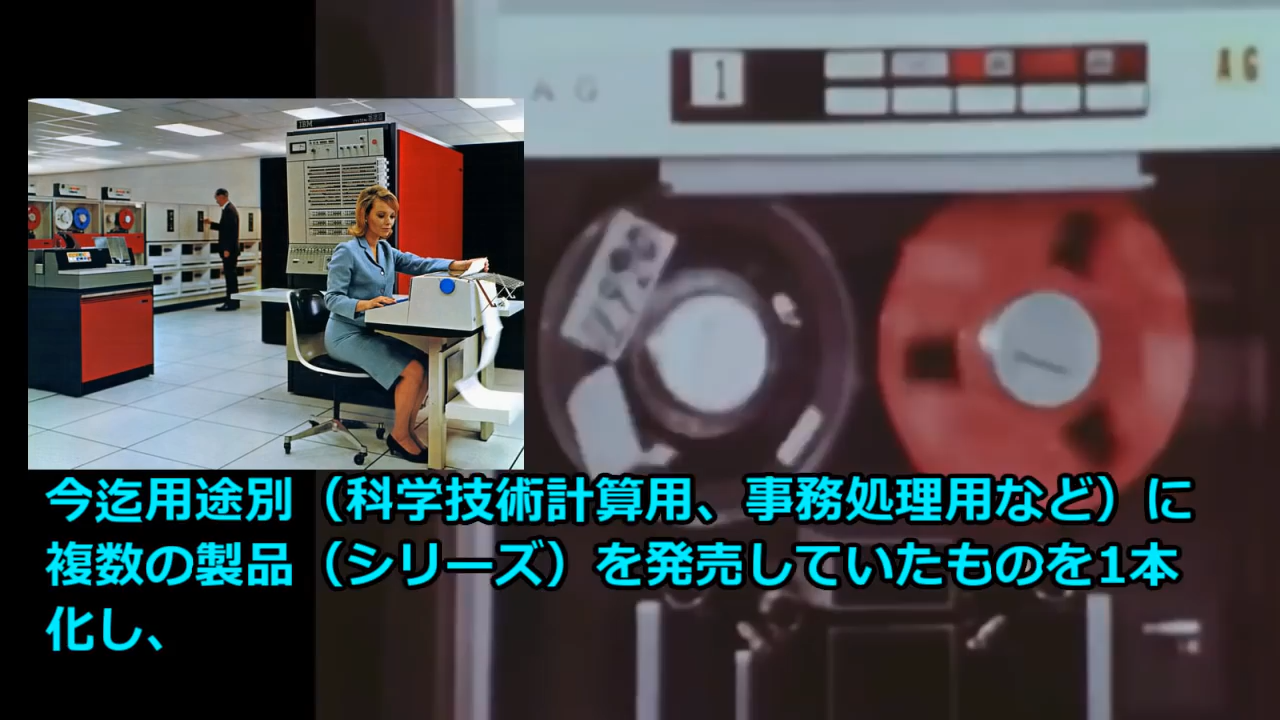 A G
1
A G
IBM
今迄用途別（科学技術計算用、事務処理用など）に
複数の製品（シリーズ）を発売していたものを1本
化し、